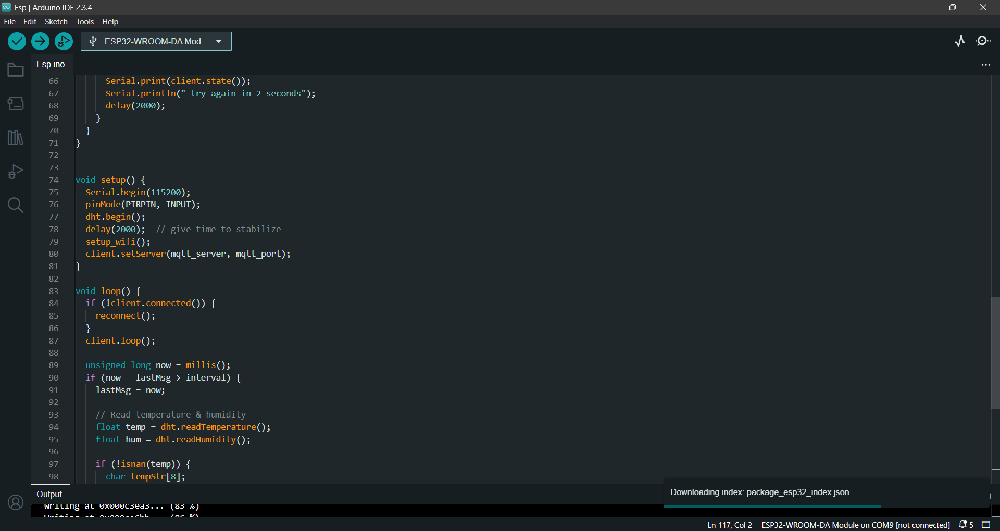 Esp | Arduino IDE 2.3.4
File Edit Sketch Tools Help
ESP32-WROOM-DA Mod...
Esp.ino
66 Serial.print(client.state());
67 Serial.println(" try again in 2 seconds");
68 delay(2000);
69 }
70 }
71 }
72
73
74 void setup() {
75 Serial.begin(115200);
76 pinMode(PIRPIN, INPUT);
77 dht.begin();
78 delay(2000); // give time to stabilize
79 setup_wifi();
80 client.setServer(mqtt_server, mqtt_port);
81 }
82
83 void loop() {
84 if (!client.connected()) {
85 reconnect();
86 }
87 client.loop();
88
89 unsigned long now = millis();
90 if (now - lastMsg > interval) {
91 lastMsg = now;
92
93 // Read temperature & humidity
94 float temp = dht.readTemperature();
95 float hum = dht.readHumidity();
96
97 if (!isnan(temp)) {
98 char tempStr[8];
Output
Writing at 0x000c3ea3... (83 %)
Downloading index: package_esp32_index.json
Ln 117, Col 2 ESP32-WROOM-DA Module on COM9 [not connected] 5